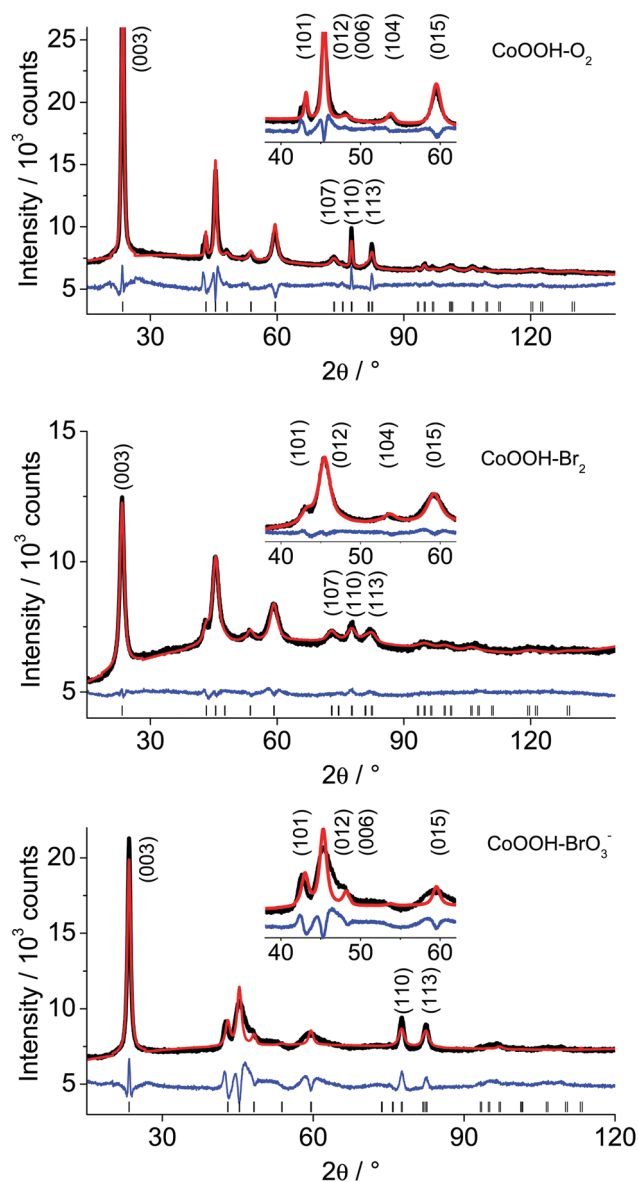 (101) (012) (006) (104) (015)
CoOOH-O₂
(003)
25
20
15
10
5
Intensity / 10³ counts
40 50 60
(107) (110) (113)
30 60 90 120
2θ / °
(101) (012) (104) (015)
CoOOH-Br₂
(003)
15
10
5
Intensity / 10³ counts
40 50 60
(107) (110) (113)
30 60 90 120
2θ / °
(101) (012) (006) (015)
CoOOH-BrO₃⁻
(003)
20
15
10
5
Intensity / 10³ counts
40 50 60
(110) (113)
30 60 90 120
2θ / °